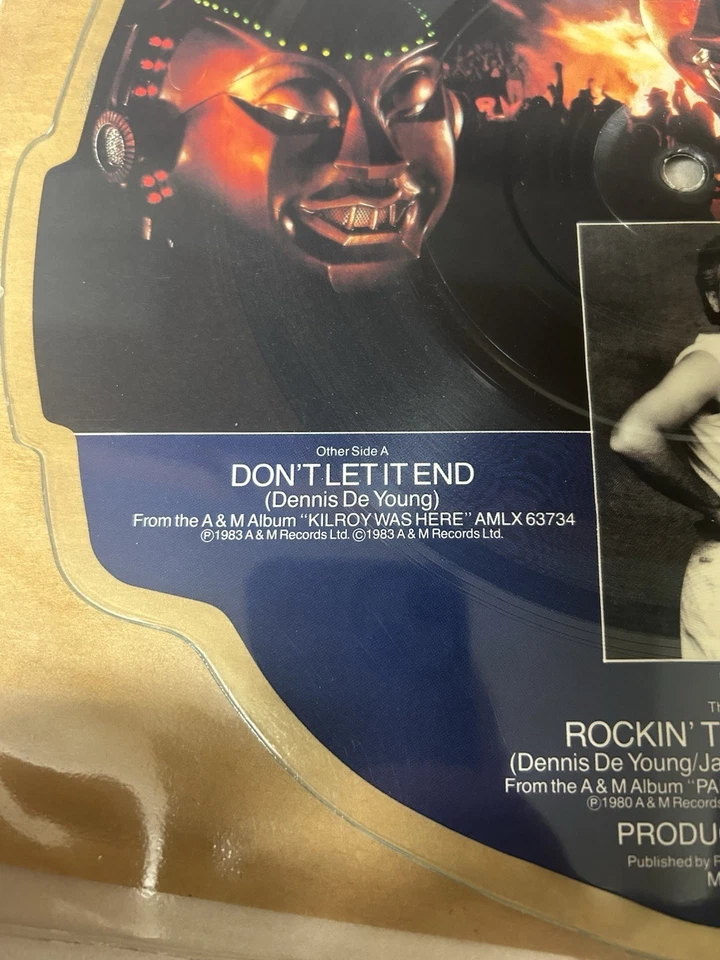 Other Side A
DON'T LET IT END
(Dennis De Young)
From the A & M Album "KILROY WAS HERE" AMLX 63734
℗1983 A & M Records Ltd. ©1983 A & M Records Ltd.
Th
ROCKIN' T
(Dennis De Young/Ja
From the A & M Album "PA
℗1980 A & M Records
PRODU
Published by R
M